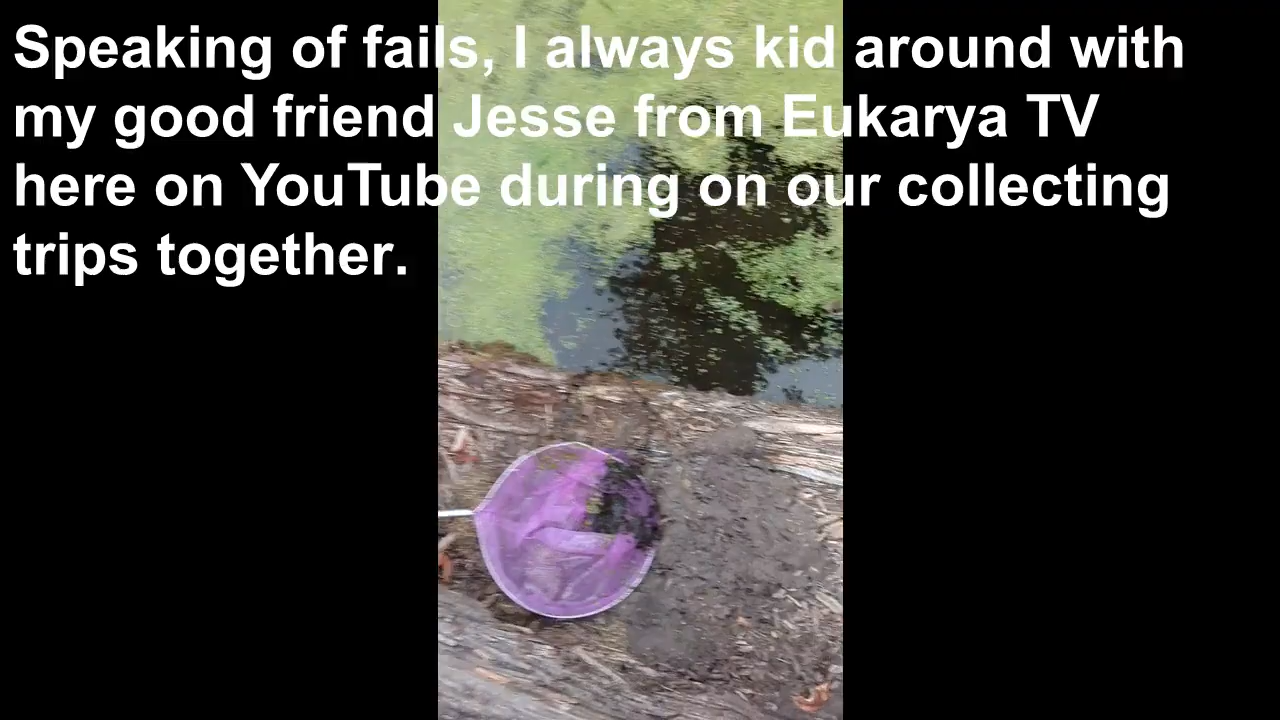 Speaking of fails, I always kid around with
my good friend Jesse from Eukarya TV
here on YouTube during on our collecting
trips together.